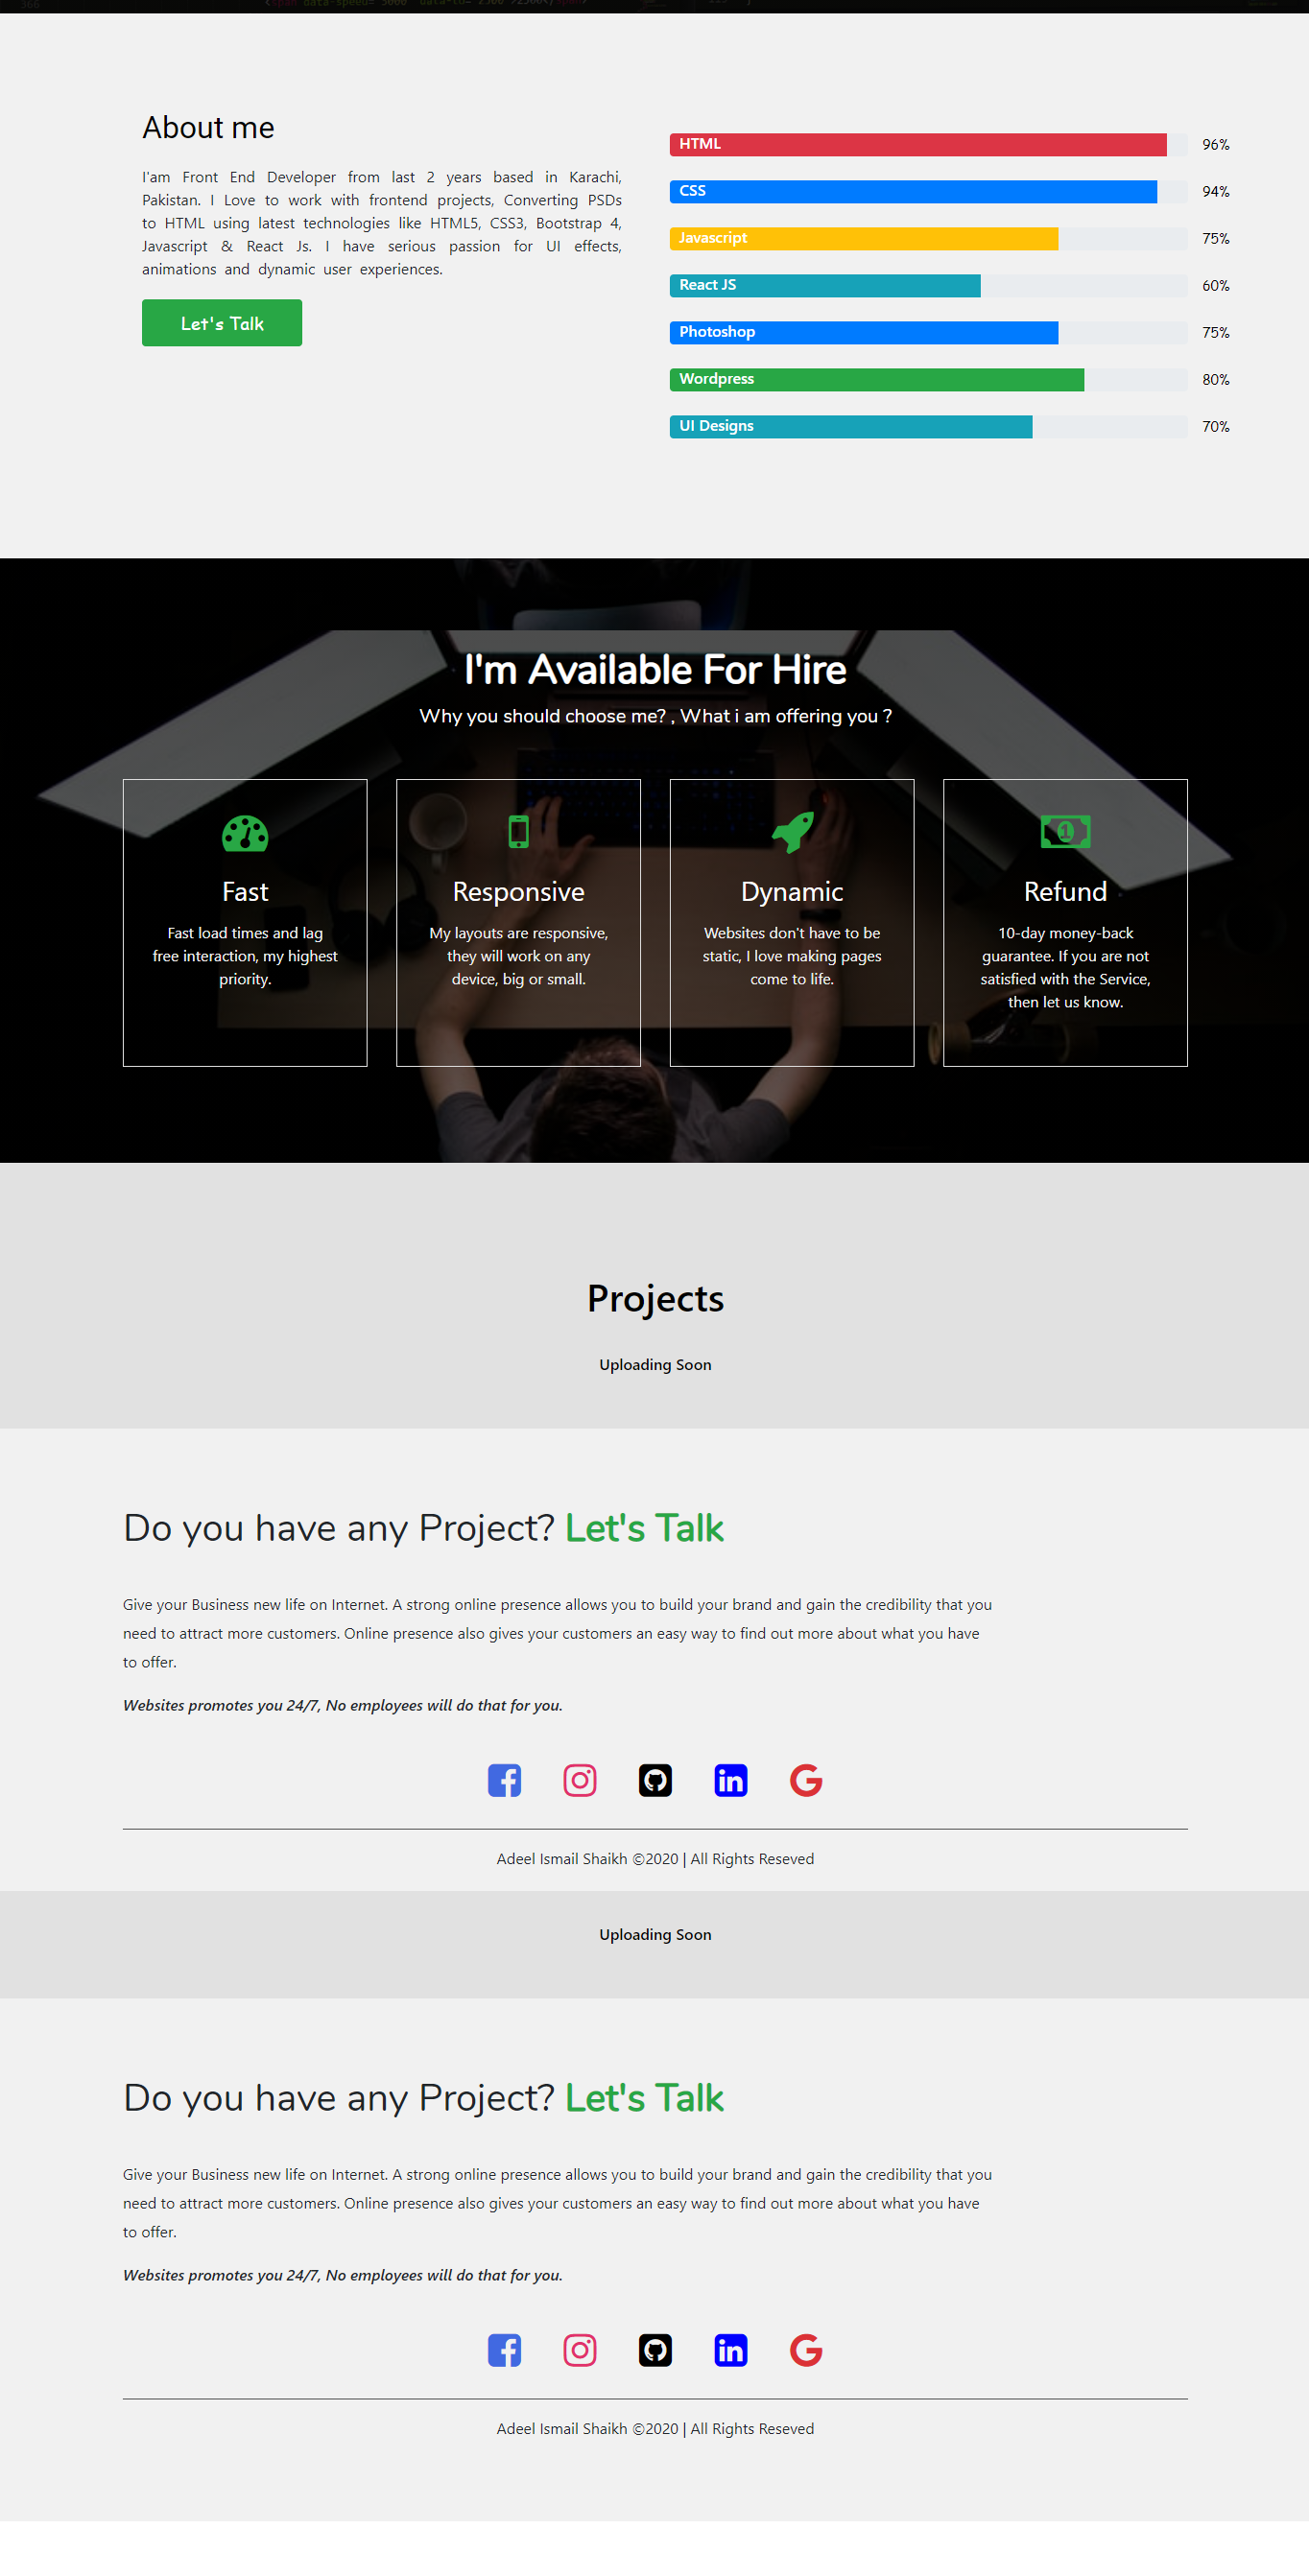 366
About me
I'am Front End Developer from last 2 years based in Karachi,
Pakistan. I Love to work with frontend projects, Converting PSDs
to HTML using latest technologies like HTML5, CSS3, Bootstrap 4,
Javascript & React Js. I have serious passion for UI effects,
animations and dynamic user experiences.
Let's Talk
HTML 96%
CSS 94%
Javascript 75%
React JS 60%
Photoshop 75%
Wordpress 80%
UI Designs 70%
I'm Available For Hire
Why you should choose me? , What i am offering you ?
Fast
Fast load times and lag
free interaction, my highest
priority.
Responsive
My layouts are responsive,
they will work on any
device, big or small.
Dynamic
Websites don't have to be
static, I love making pages
come to life.
1
Refund
10-day money-back
guarantee. If you are not
satisfied with the Service,
then let us know.
Projects
Uploading Soon
Do you have any Project? Let's Talk
Give your Business new life on Internet. A strong online presence allows you to build your brand and gain the credibility that you
need to attract more customers. Online presence also gives your customers an easy way to find out more about what you have
to offer.
Websites promotes you 24/7, No employees will do that for you.
Adeel Ismail Shaikh ©2020 | All Rights Reseved
Uploading Soon
Do you have any Project? Let's Talk
Give your Business new life on Internet. A strong online presence allows you to build your brand and gain the credibility that you
need to attract more customers. Online presence also gives your customers an easy way to find out more about what you have
to offer.
Websites promotes you 24/7, No employees will do that for you.
Adeel Ismail Shaikh ©2020 | All Rights Reseved